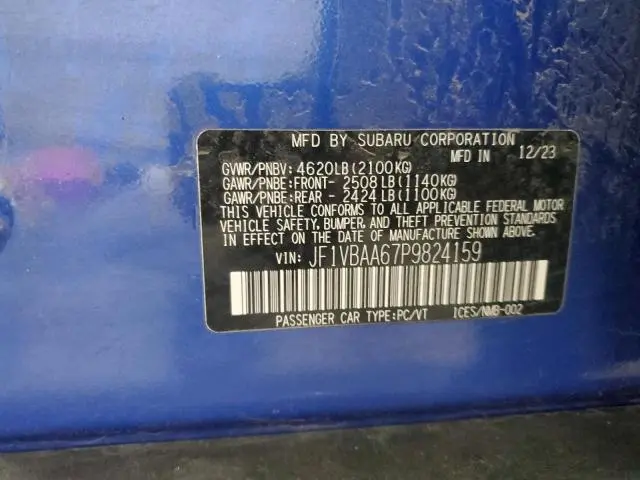 MFD BY SUBARU CORPORATION
MFD IN 12/23
GVWR/PNBV: 4620LB(2100KG)
GAWR/PNBE:FRONT- 2508LB(1140KG)
GAWR/PNBE:REAR - 2424LB(1100KG)
THIS VEHICLE CONFORMS TO ALL APPLICABLE FEDERAL MOTOR
VEHICLE SAFETY, BUMPER, AND THEFT PREVENTION STANDARDS
IN EFFECT ON THE DATE OF MANUFACTURE SHOWN ABOVE.
VIN: JF1VBAA67P9824159
PASSENGER CAR TYPE:PC/VT ICES/NMB-002